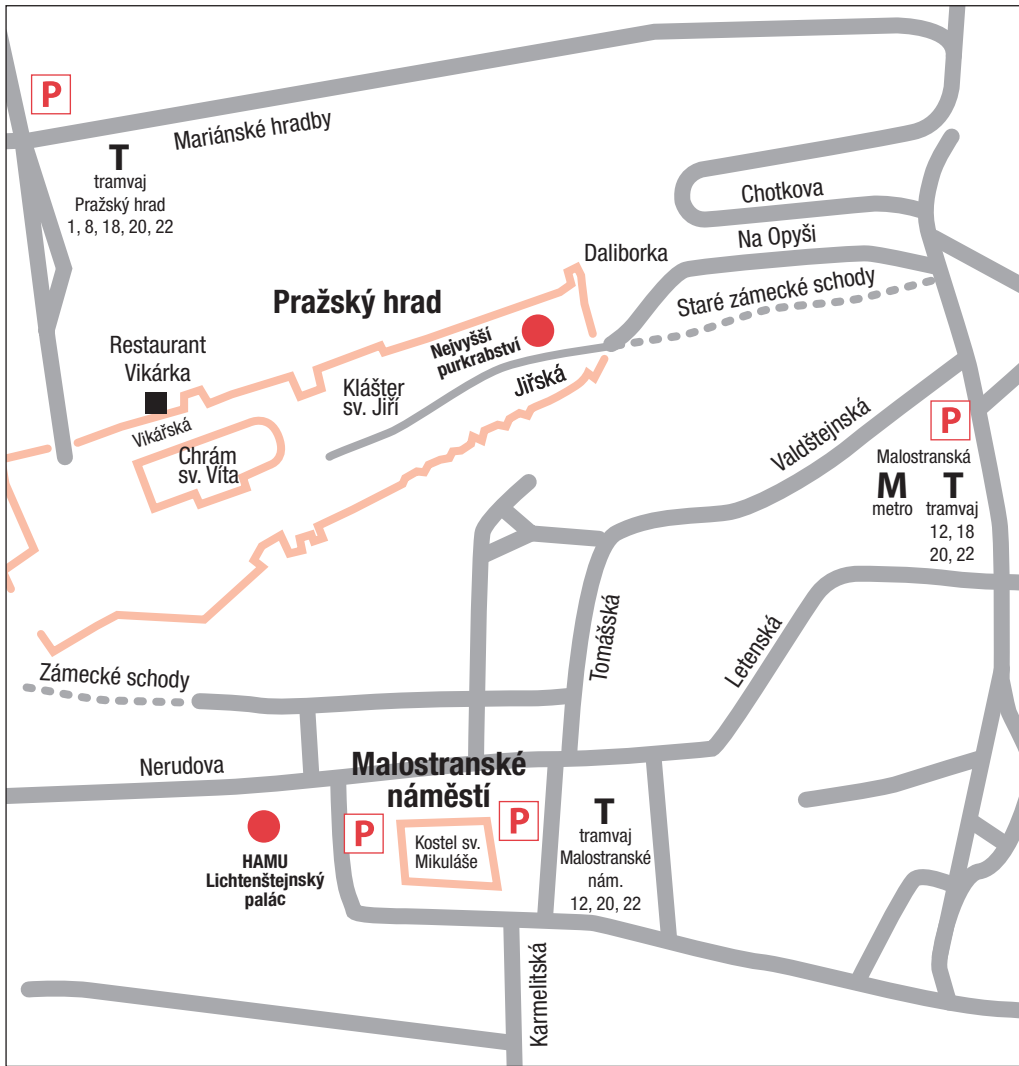 P
Mariánské hradby
T
tramvaj
Pražský hrad
1, 8, 18, 20, 22
Chotkova
Na Opyši
Daliborka
Staré zámecké schody
Pražský hrad
Nejvyšší
purkrabství
Restaurant
Vikárka
Klášter
sv. Jiří
Jiřská
Vikářská
Chrám
sv. Víta
Valdštejnská
P
Malostranská
M
metro
T
tramvaj
12, 18
20, 22
Tomášská
Letenská
Zámecké schody
Nerudova
Malostranské
náměstí
P
P
Kostel sv.
Mikuláše
T
tramvaj
Malostranské
nám.
12, 20, 22
HAMU
Lichtenštejnský
palác
Karmelitská